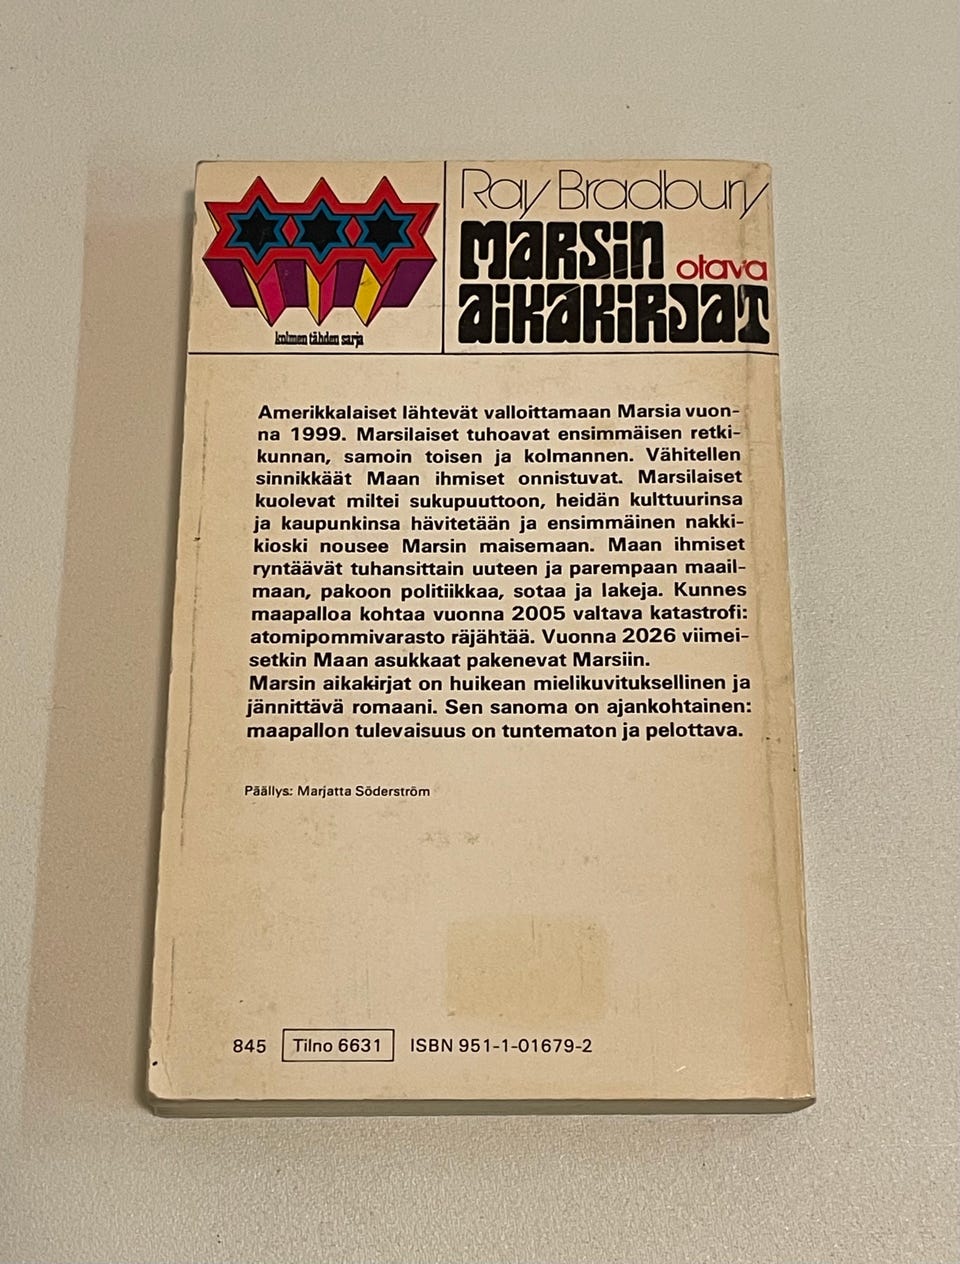 kolmen tähden sarja
Ray Bradbury
MARSIN
otava
AIKAKIRJAT
Amerikkalaiset lähtevät valloittamaan Marsia vuon-
na 1999. Marsilaiset tuhoavat ensimmäisen retki-
kunnan, samoin toisen ja kolmannen. Vähitellen
sinnikkäät Maan ihmiset onnistuvat. Marsilaiset
kuolevat miltei sukupuuttoon, heidän kulttuurinsa
ja kaupunkinsa hävitetään ja ensimmäinen nakki-
kioski nousee Marsin maisemaan. Maan ihmiset
ryntäävät tuhansittain uuteen ja parempaan maail-
maan, pakoon politiikkaa, sotaa ja lakeja. Kunnes
maapalloa kohtaa vuonna 2005 valtava katastrofi:
atomipommivarasto räjähtää. Vuonna 2026 viimei-
setkin Maan asukkaat pakenevat Marsiin.
Marsin aikakirjat on huikean mielikuvituksellinen ja
jännittävä romaani. Sen sanoma on ajankohtainen:
maapallon tulevaisuus on tuntematon ja pelottava.
Päällys: Marjatta Söderström
845 Tilno 6631 ISBN 951-1-01679-2